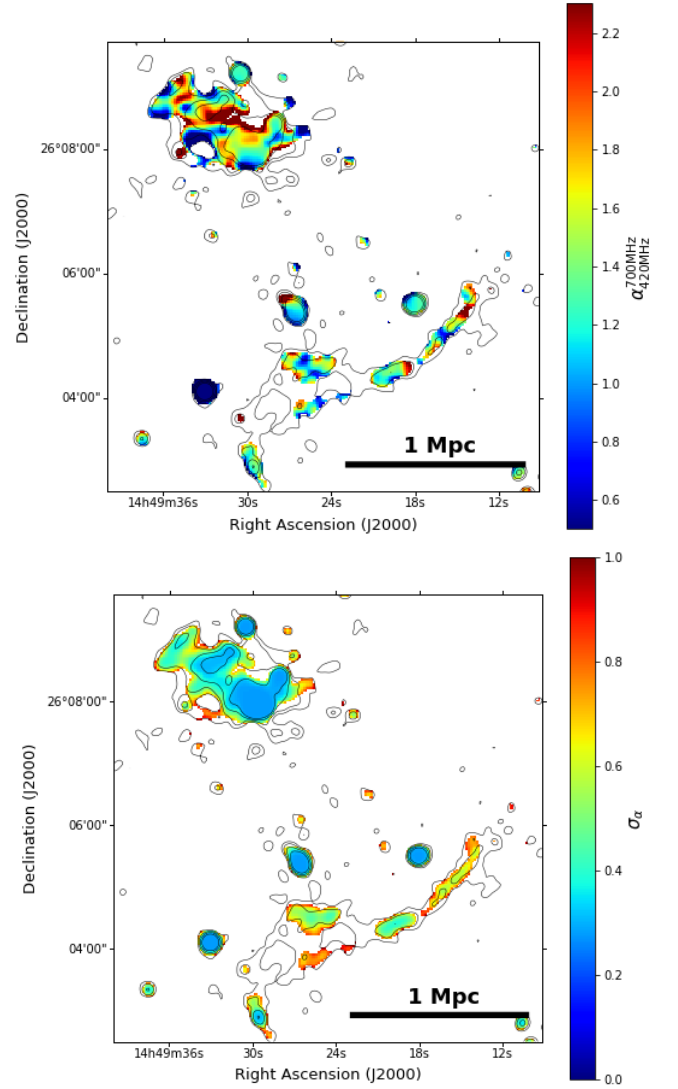 2.2
2.0
1.8
1.6
1.4
1.2
1.0
0.8
0.6
α 700MHz 420MHz
Declination (J2000)
26°08'00"
06'00"
04'00"
1 Mpc
14h49m36s 30s 24s 18s 12s
Right Ascension (J2000)
1.0
0.8
0.6
0.4
0.2
0.0
σα
Declination (J2000)
26°08'00"
06'00"
04'00"
1 Mpc
14h49m36s 30s 24s 18s 12s
Right Ascension (J2000)